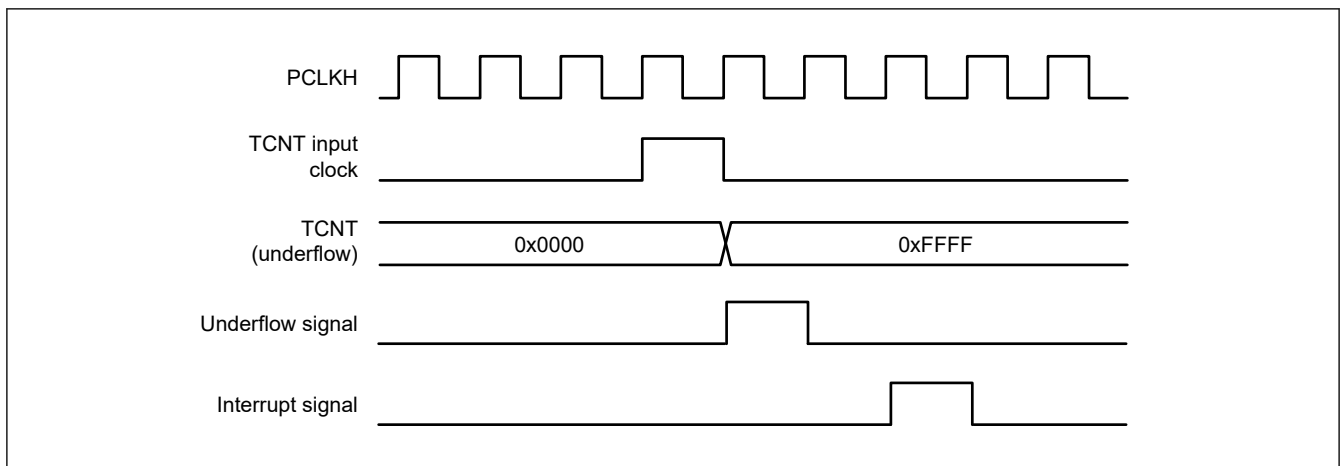 PCLKH
TCNT input
clock
TCNT
(underflow)
0x0000
0xFFFF
Underflow signal
Interrupt signal